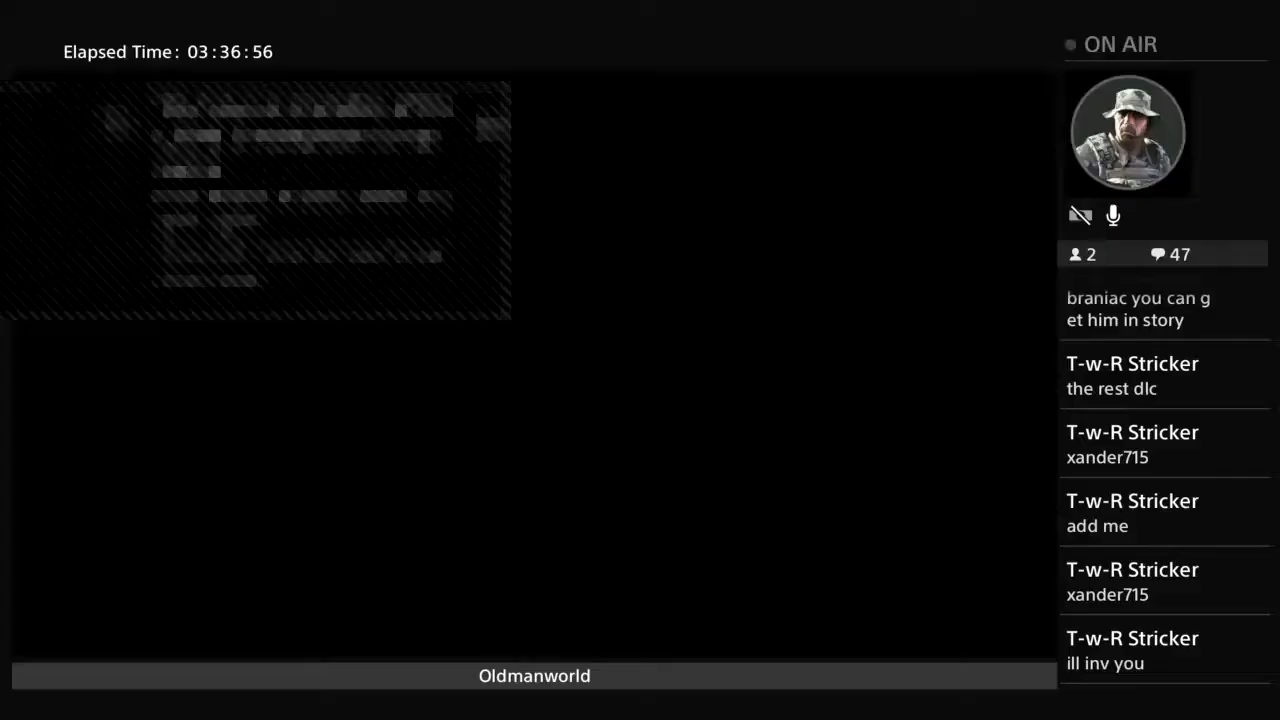 Elapsed Time: 03:36:56
ON AIR
2
47
braniac you can g
et him in story
T-w-R Stricker
the rest dlc
T-w-R Stricker
xander715
T-w-R Stricker
add me
T-w-R Stricker
xander715
T-w-R Stricker
ill inv you
Oldmanworld